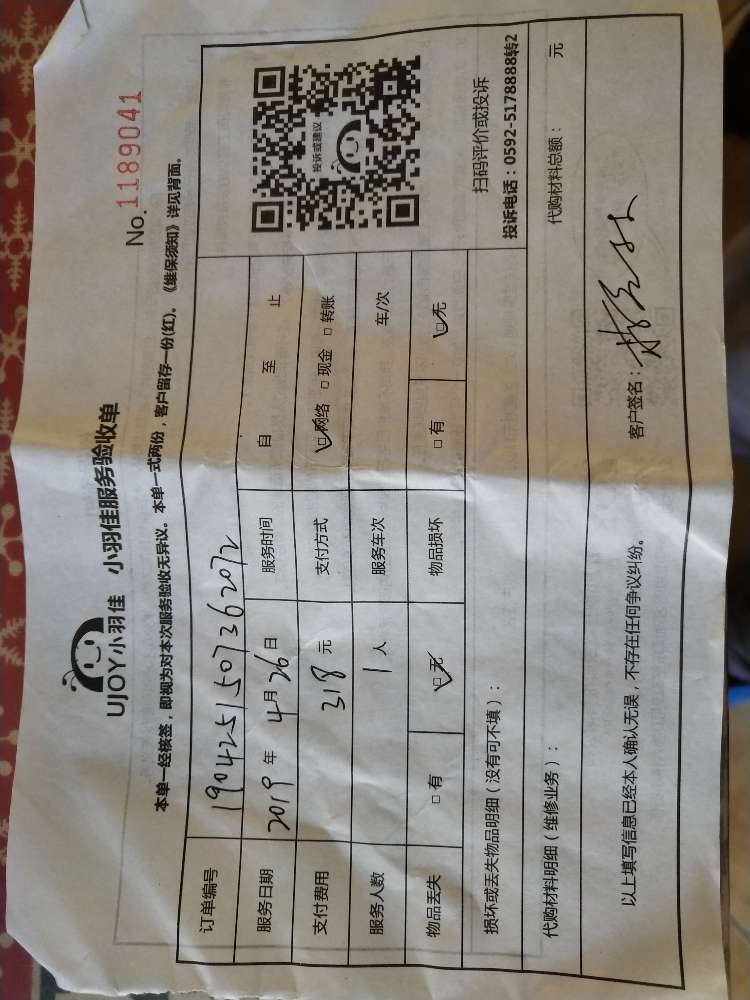 No.1189041
UJOY小羽佳 小羽佳服务验收单
本单一经核签，即视为对本次服务验收无异议。本单一式两份，客户留存一份(红)。《维保须知》详见背面。
订单编号 1904251507362072
服务日期 2019 年 4 月 26 日 服务时间 自 至 止
支付费用 318 元 支付方式 ☑网络 □现金 □转账
服务人数 1 人 服务车次 车/次
物品丢失 □有 ☑无 物品损坏 □有 ☑无
投诉或建议
扫码评价或投诉
投诉电话：0592-5178888转2
损坏或丢失物品明细（没有可不填）：
代购材料明细（维修业务）： 代购材料总额： 元
以上填写信息已经本人确认无误，不存在任何争议纠纷。 客户签名：